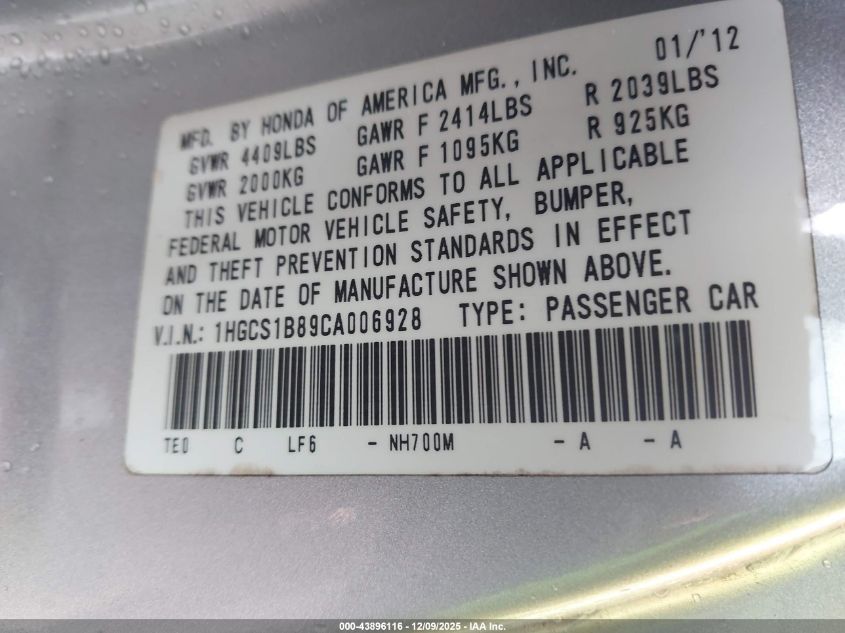 01/'12
MFD. BY HONDA OF AMERICA MFG., INC.
GVWR 4409LBS GAWR F 2414LBS R 2039LBS
GVWR 2000KG GAWR F 1095KG R 925KG
THIS VEHICLE CONFORMS TO ALL APPLICABLE
FEDERAL MOTOR VEHICLE SAFETY, BUMPER,
AND THEFT PREVENTION STANDARDS IN EFFECT
ON THE DATE OF MANUFACTURE SHOWN ABOVE.
V.I.N.: 1HGCS1B89CA006928 TYPE: PASSENGER CAR
TE0 C LF6 - NH700M - A - A
000-43896116 - 12/09/2025 - IAA Inc.